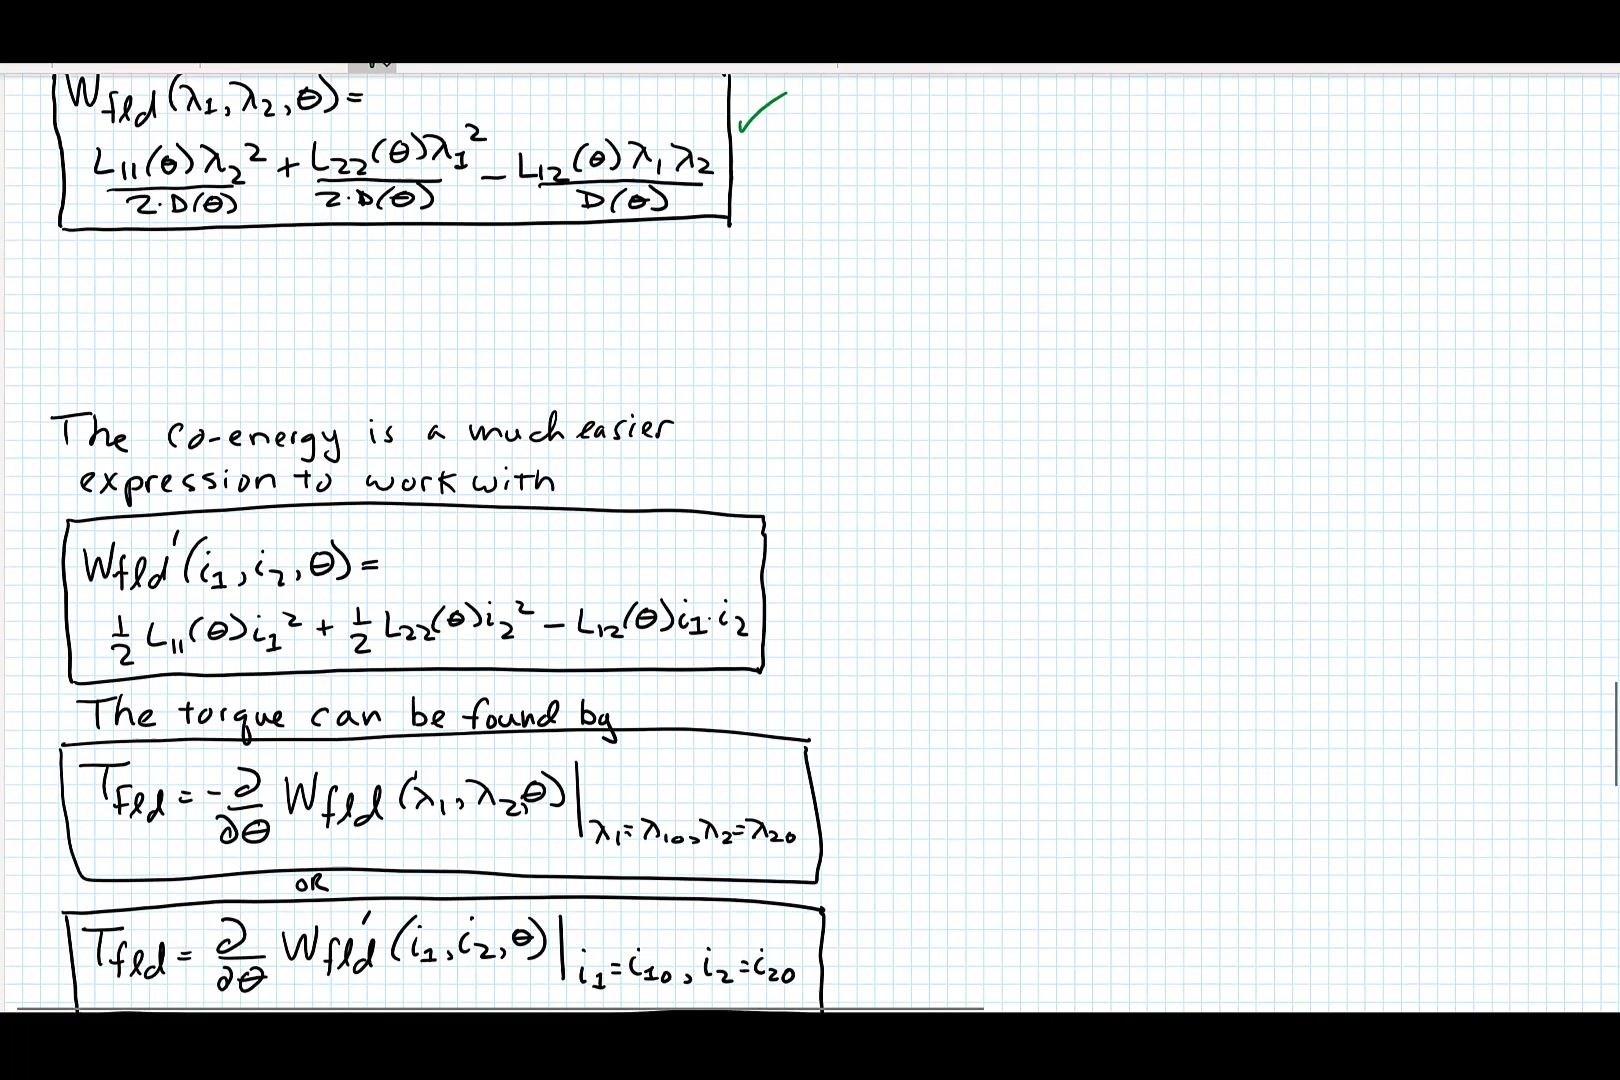 W_fld(λ₁, λ₂, θ) =
L₁₁(θ)λ₂²/2·D(θ) + L₂₂(θ)λ₁²/2·D(θ) − L₁₂(θ)λ₁λ₂/D(θ)
The co-energy is a much easier
expression to work with
W_fld′(i₁, i₂, θ) =
1/2 L₁₁(θ)i₁² + 1/2 L₂₂(θ)i₂² − L₁₂(θ)i₁·i₂
The torque can be found by
T_Fld = −∂/∂θ W_fld(λ₁, λ₂, θ)|λ₁=λ₁₀, λ₂=λ₂₀
OR
T_fld = ∂/∂θ W_fld′(i₁, i₂, θ)|i₁=i₁₀, i₂=i₂₀